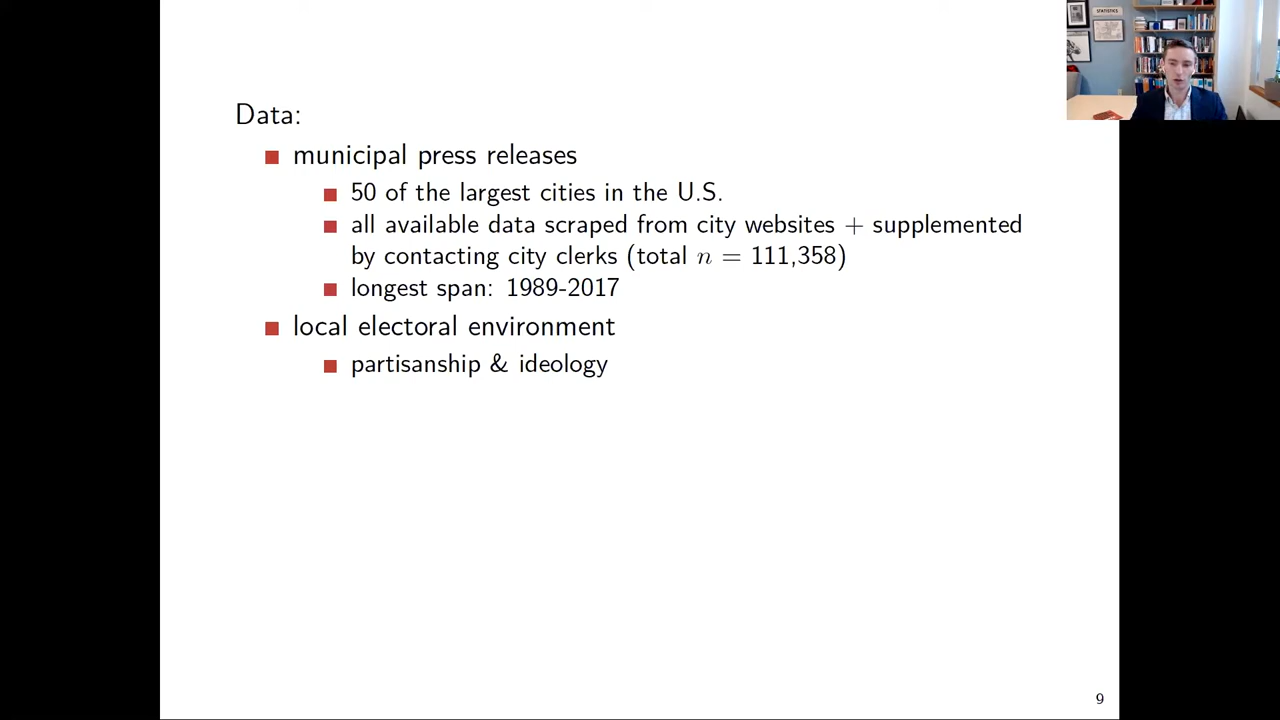 STATISTICS
Data:
municipal press releases
50 of the largest cities in the U.S.
all available data scraped from city websites + supplemented
by contacting city clerks (total n = 111,358)
longest span: 1989-2017
local electoral environment
partisanship & ideology
9